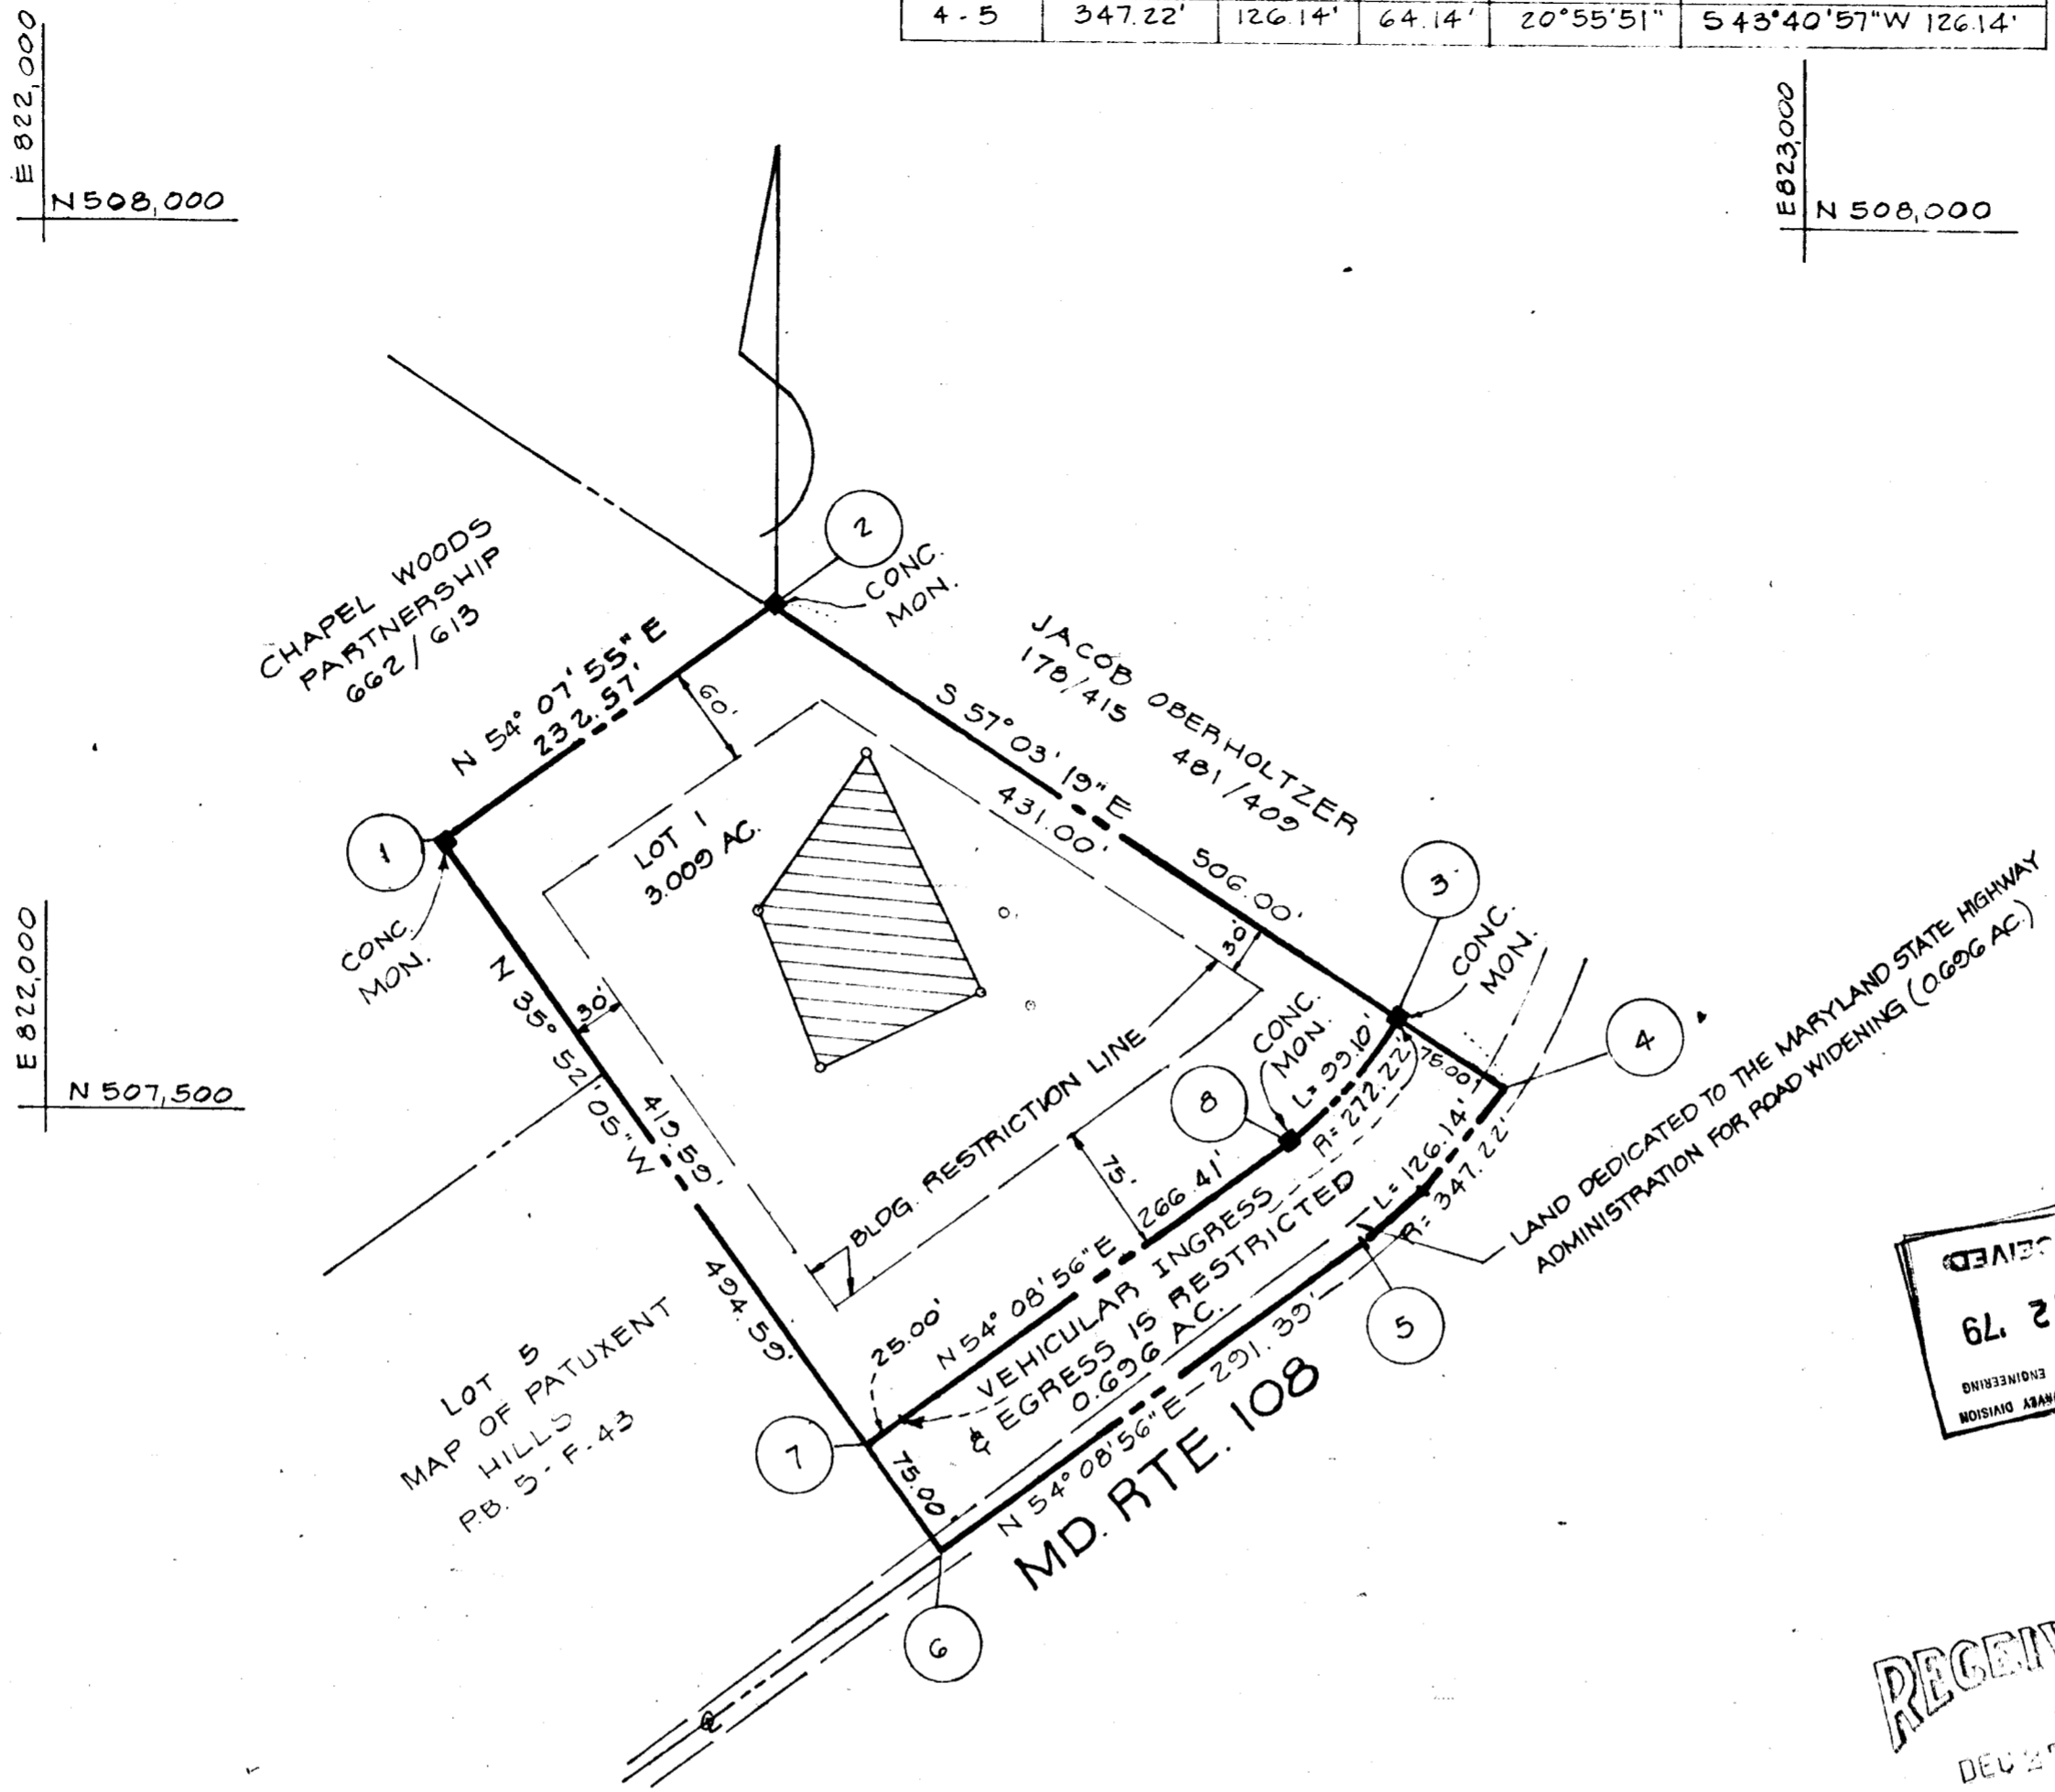 4-5 347.22' 126.14' 64.14' 20°55'51" S 43°40'57"W 126.14'
E 822,000
N 508,000
E 823,000
N 508,000
2
CONC.
MON.
CHAPEL WOODS
PARTNERSHIP
662/613
N 54° 07' 55" E
232.57'
60'
JACOB OBERHOLTZER
178/415 481/409
S 57° 03' 19" E
431.00'
506.00'
LOT 1
3.009 AC.
1
CONC.
MON.
3
CONC.
MON.
30'
E 822,000
N 507,500
N 35° 52' 05" W
30'
419.59'
494.59'
BLDG. RESTRICTION LINE
CONC.
MON.
8
L= 99.10'
R= 272.22'
75.00'
4
75'
L= 126.14'
R= 347.22'
LAND DEDICATED TO THE MARYLAND STATE HIGHWAY
ADMINISTRATION FOR ROAD WIDENING (0.696 AC.)
N 54° 08' 56" E 266.41'
25.00'
VEHICULAR INGRESS
& EGRESS IS RESTRICTED
0.696 AC.
5
N 54° 08' 56" E 291.39'
MD. RTE. 108
LOT 5
MAP OF PATUXENT
HILLS
P.B. 5-F-43
7
75.00'
6
2 '79
ENGINEERING
DIVISION